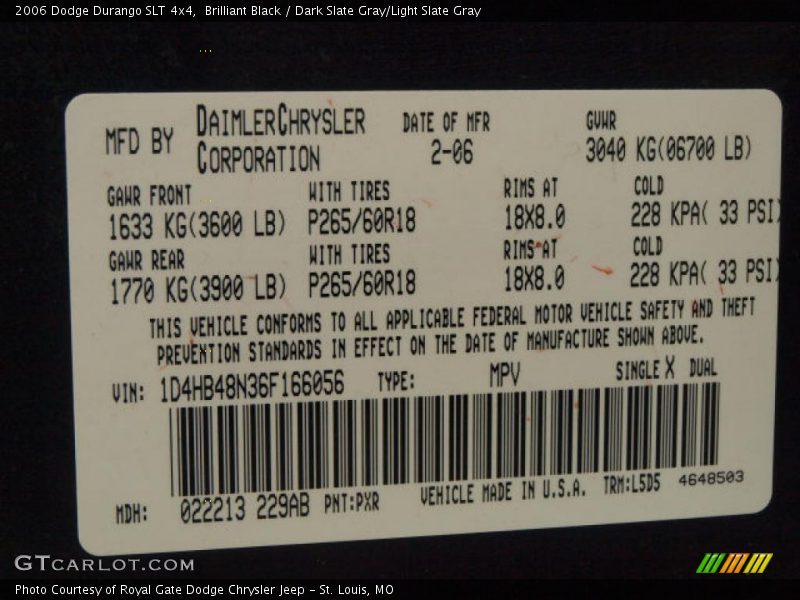 2006 Dodge Durango SLT 4x4,  Brilliant Black / Dark Slate Gray/Light Slate Gray
MFD BY DAIMLERCHRYSLER CORPORATION DATE OF MFR 2-06 GVWR 3040 KG(06700 LB)
GAWR FRONT WITH TIRES RIMS AT COLD
1633 KG(3600 LB) P265/60R18 18X8.0 228 KPA( 33 PSI)
GAWR REAR WITH TIRES RIMS AT COLD
1770 KG(3900 LB) P265/60R18 18X8.0 228 KPA( 33 PSI)
THIS VEHICLE CONFORMS TO ALL APPLICABLE FEDERAL MOTOR VEHICLE SAFETY AND THEFT
PREVENTION STANDARDS IN EFFECT ON THE DATE OF MANUFACTURE SHOWN ABOVE.
VIN: 1D4HB48N36F166056 TYPE: MPV SINGLE X DUAL
MDH: 022213 229AB PNT:PXR VEHICLE MADE IN U.S.A. TRM:L5D5 4648503
GTCARLOT.COM
Photo Courtesy of Royal Gate Dodge Chrysler Jeep - St. Louis, MO